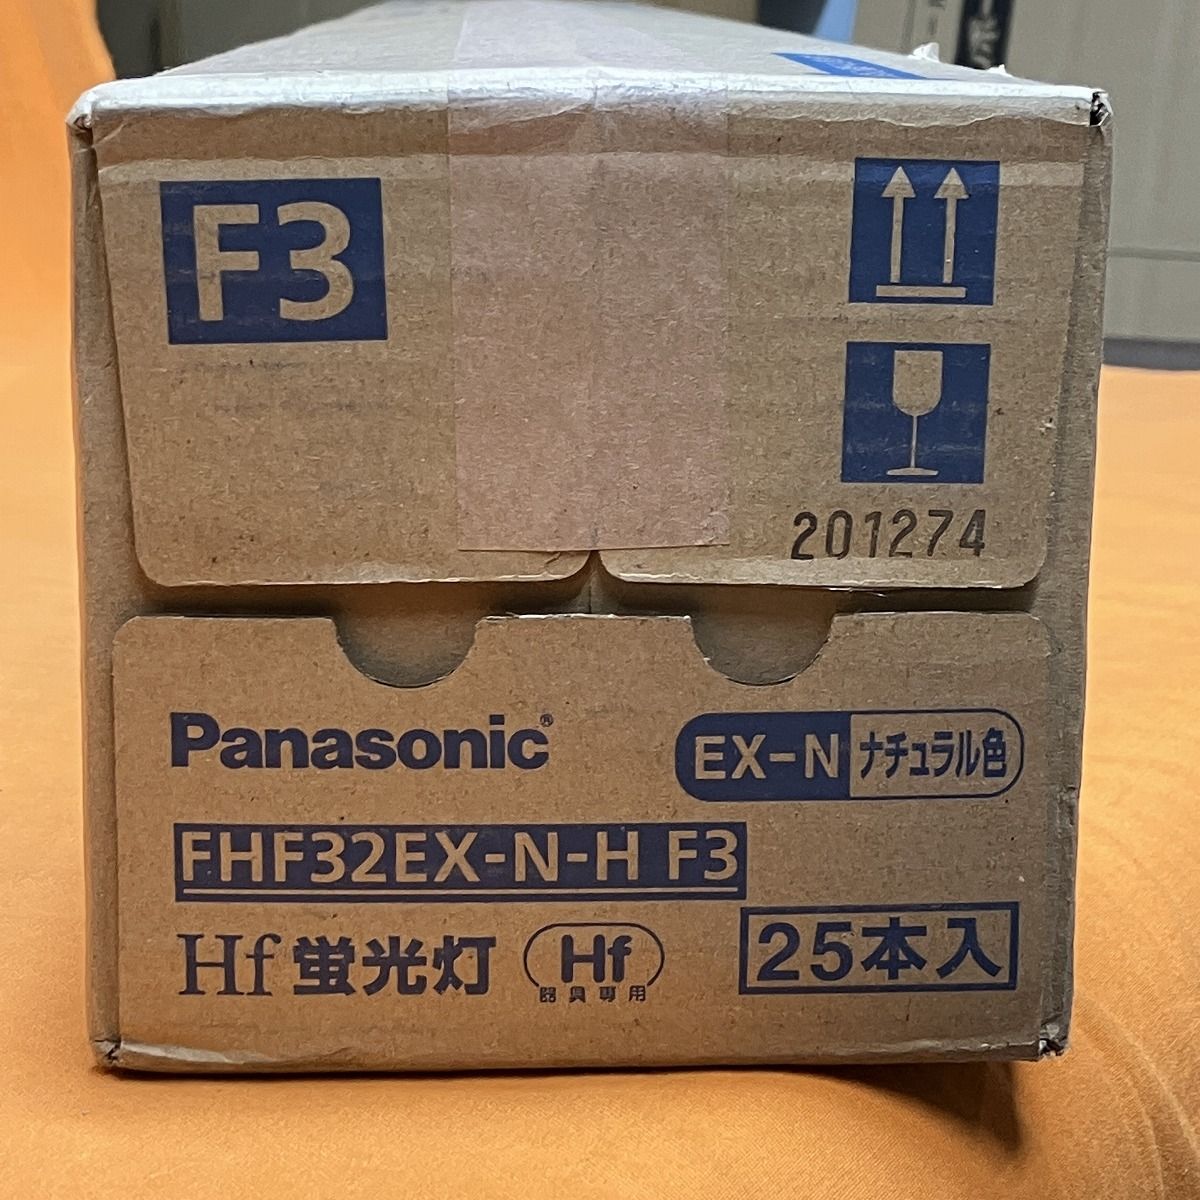 F3
201274
Panasonic®
EX-N ナチュラル色
FHF32EX-N-H F3
Hf 蛍光灯 Hf 器具専用
25本入